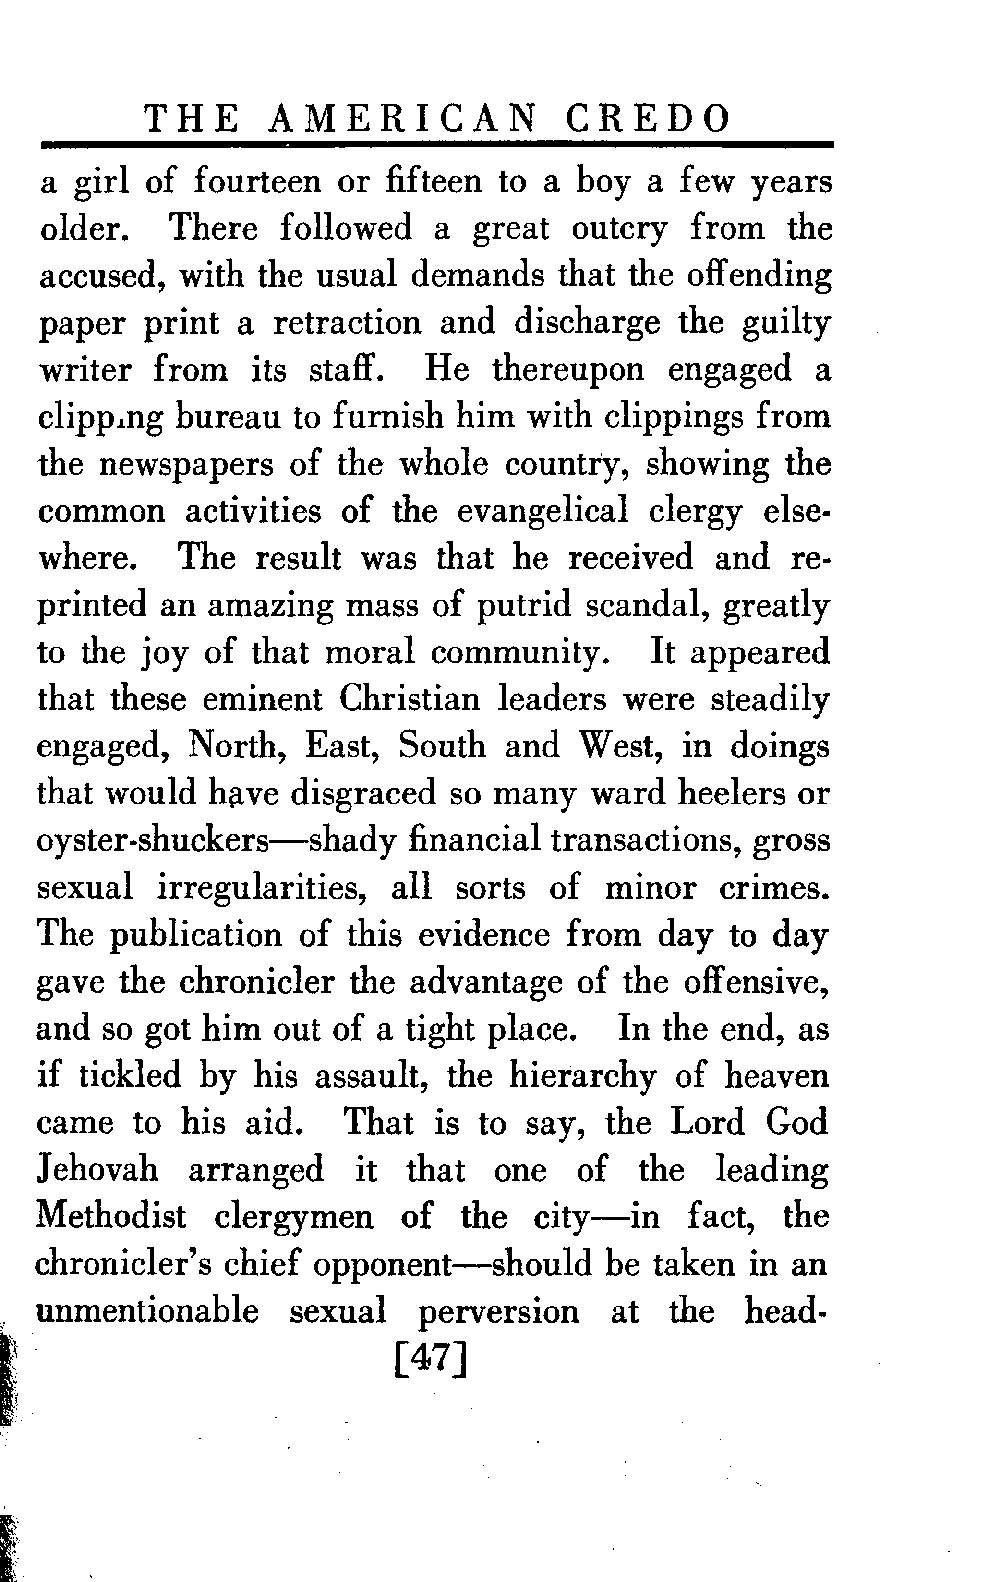 THE AMERICAN CREDO
a girl of fourteen or fifteen to a boy a few years
older. There followed a great outcry from the
accused, with the usual demands that the offending
paper print a retraction and discharge the guilty
writer from its staff. He thereupon engaged a
clipping bureau to furnish him with clippings from
the newspapers of the whole country, showing the
common activities of the evangelical clergy else-
where. The result was that he received and re-
printed an amazing mass of putrid scandal, greatly
to the joy of that moral community. It appeared
that these eminent Christian leaders were steadily
engaged, North, East, South and West, in doings
that would have disgraced so many ward heelers or
oyster-shuckers—shady financial transactions, gross
sexual irregularities, all sorts of minor crimes.
The publication of this evidence from day to day
gave the chronicler the advantage of the offensive,
and so got him out of a tight place. In the end, as
if tickled by his assault, the hierarchy of heaven
came to his aid. That is to say, the Lord God
Jehovah arranged it that one of the leading
Methodist clergymen of the city—in fact, the
chronicler's chief opponent—should be taken in an
unmentionable sexual perversion at the head-
[47]